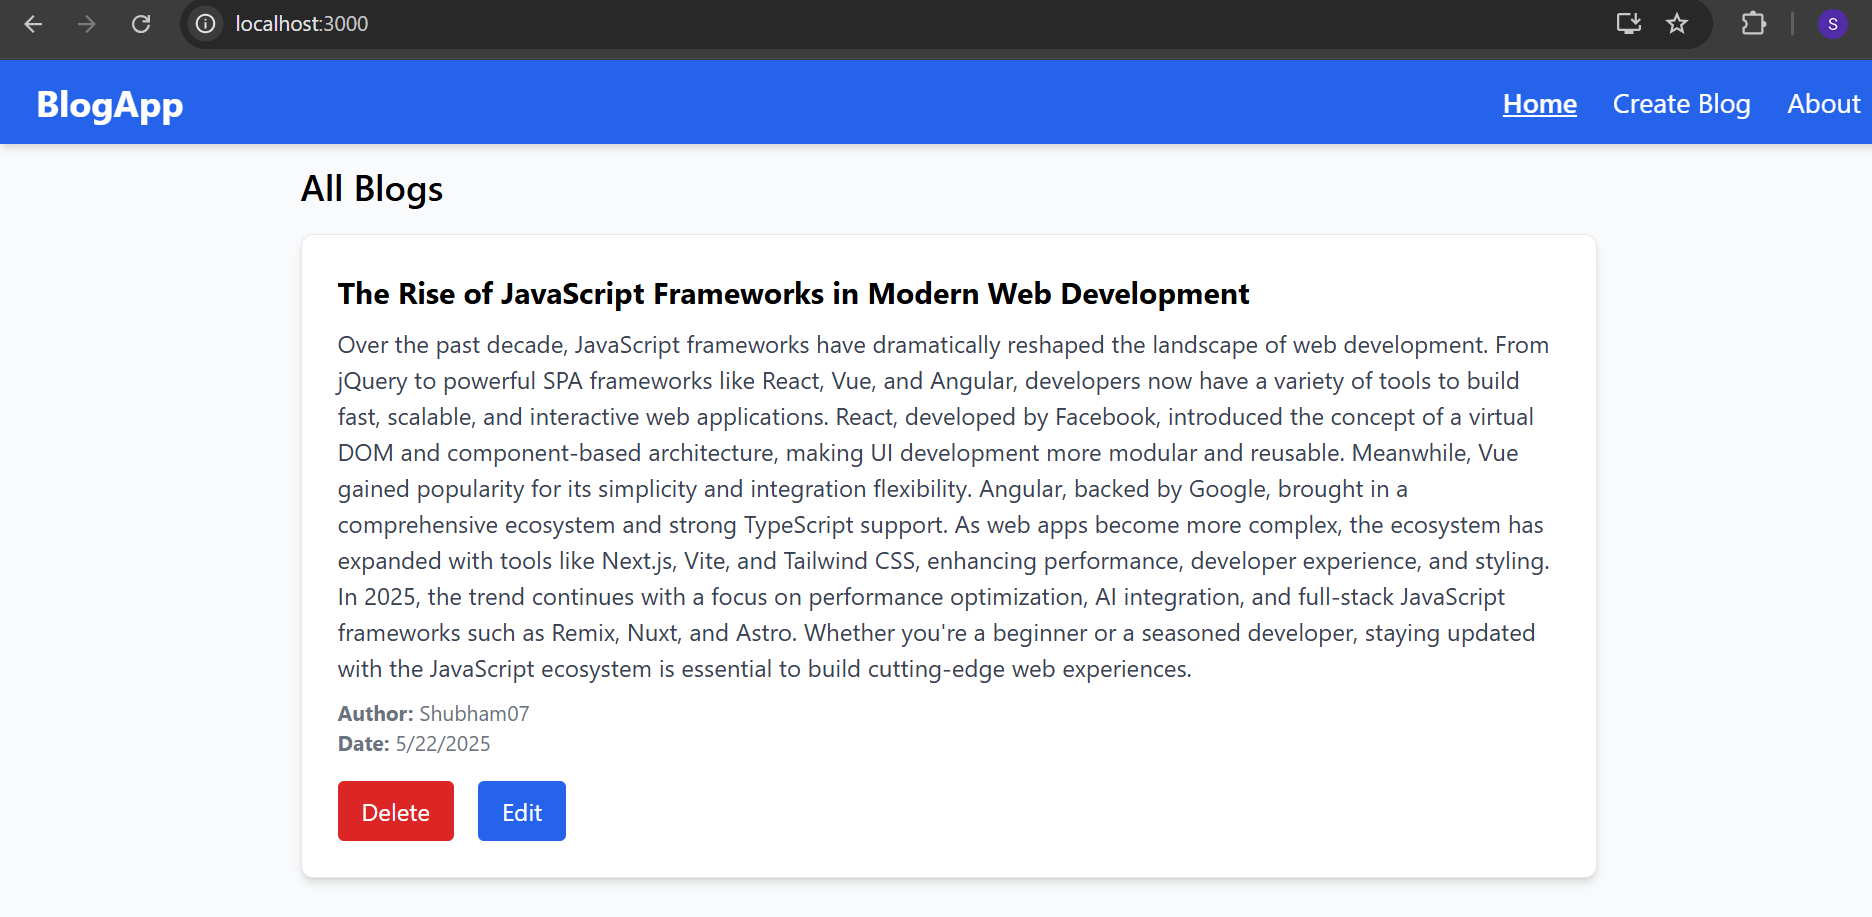 localhost:3000
S
BlogApp
Home Create Blog About
All Blogs
The Rise of JavaScript Frameworks in Modern Web Development
Over the past decade, JavaScript frameworks have dramatically reshaped the landscape of web development. From
jQuery to powerful SPA frameworks like React, Vue, and Angular, developers now have a variety of tools to build
fast, scalable, and interactive web applications. React, developed by Facebook, introduced the concept of a virtual
DOM and component-based architecture, making UI development more modular and reusable. Meanwhile, Vue
gained popularity for its simplicity and integration flexibility. Angular, backed by Google, brought in a
comprehensive ecosystem and strong TypeScript support. As web apps become more complex, the ecosystem has
expanded with tools like Next.js, Vite, and Tailwind CSS, enhancing performance, developer experience, and styling.
In 2025, the trend continues with a focus on performance optimization, AI integration, and full-stack JavaScript
frameworks such as Remix, Nuxt, and Astro. Whether you're a beginner or a seasoned developer, staying updated
with the JavaScript ecosystem is essential to build cutting-edge web experiences.
Author: Shubham07
Date: 5/22/2025
Delete Edit